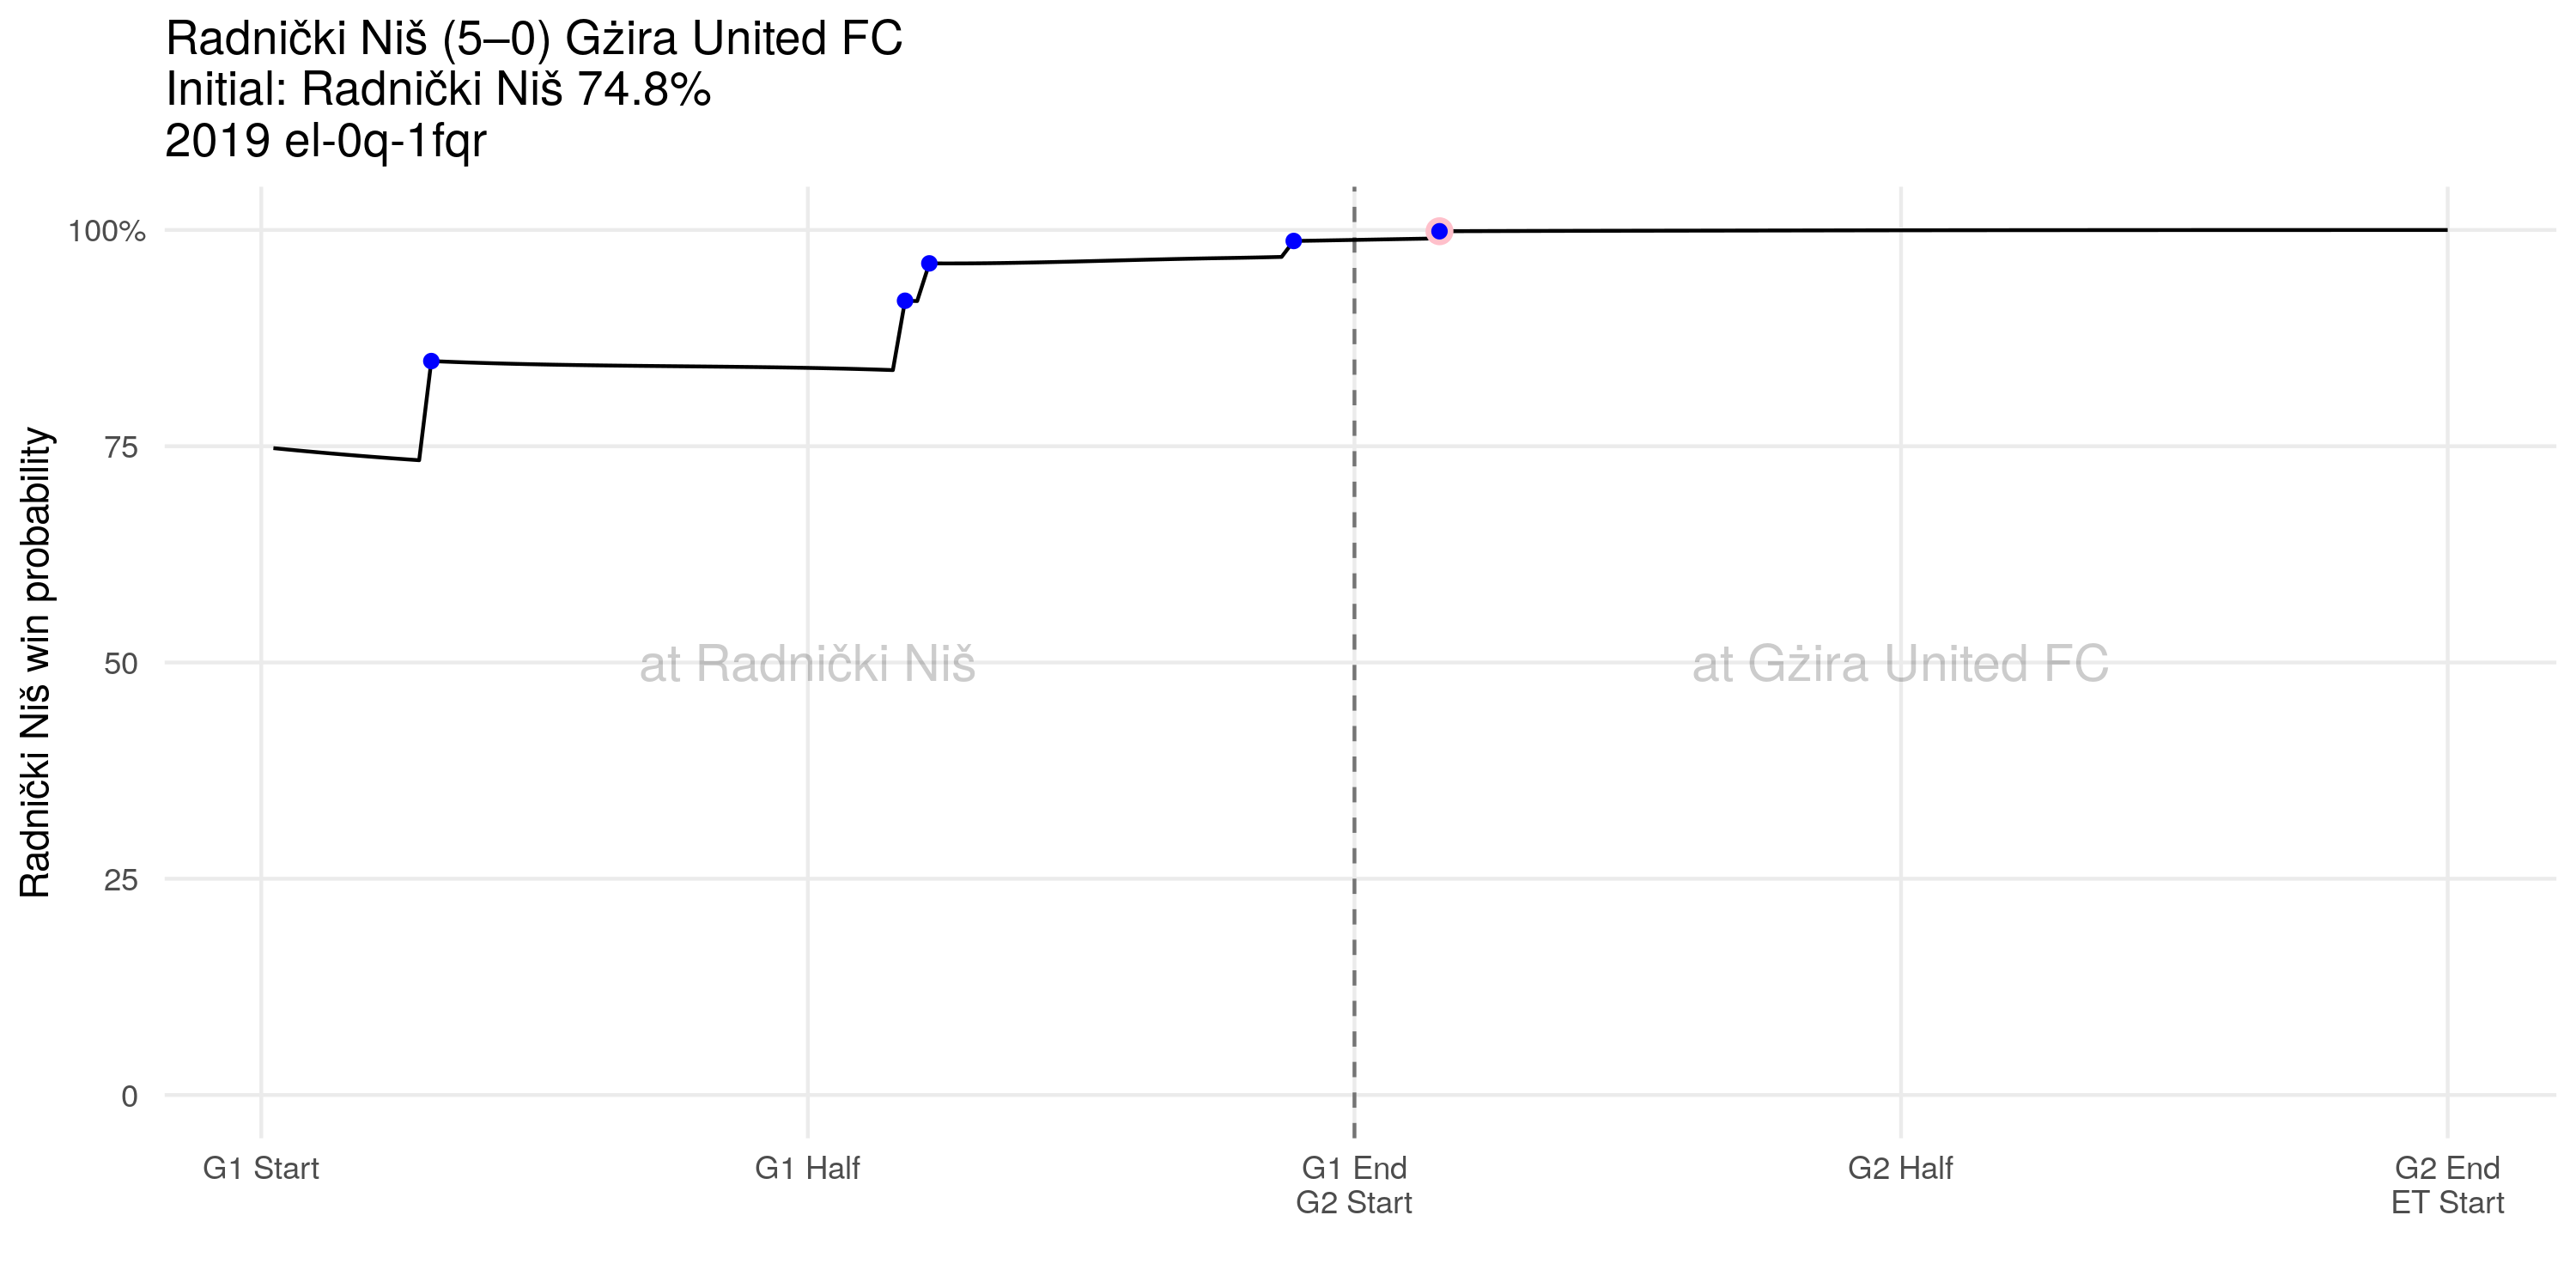 Radnički Niš (5–0) Gżira United FC
Initial: Radnički Niš 74.8%
2019 el-0q-1fqr
Radnički Niš win probability
100%
75
50
25
0
at Radnički Niš
at Gżira United FC
G1 Start
G1 Half
G1 End
G2 Start
G2 Half
G2 End
ET Start